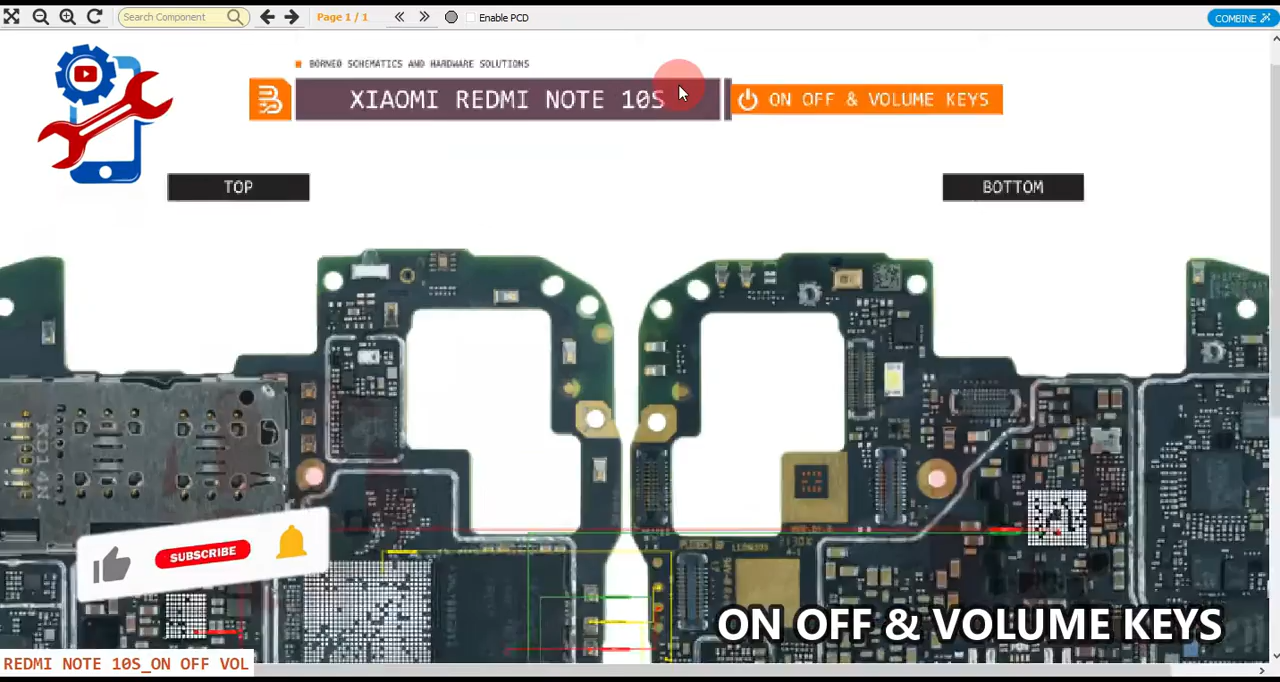 Search Component
Page 1 / 1
Enable PCD
COMBINE
BORNEO SCHEMATICS AND HARDWARE SOLUTIONS
XIAOMI REDMI NOTE 10S
ON OFF & VOLUME KEYS
TOP
BOTTOM
SUBSCRIBE
ON OFF & VOLUME KEYS
REDMI NOTE 10S_ON OFF VOL